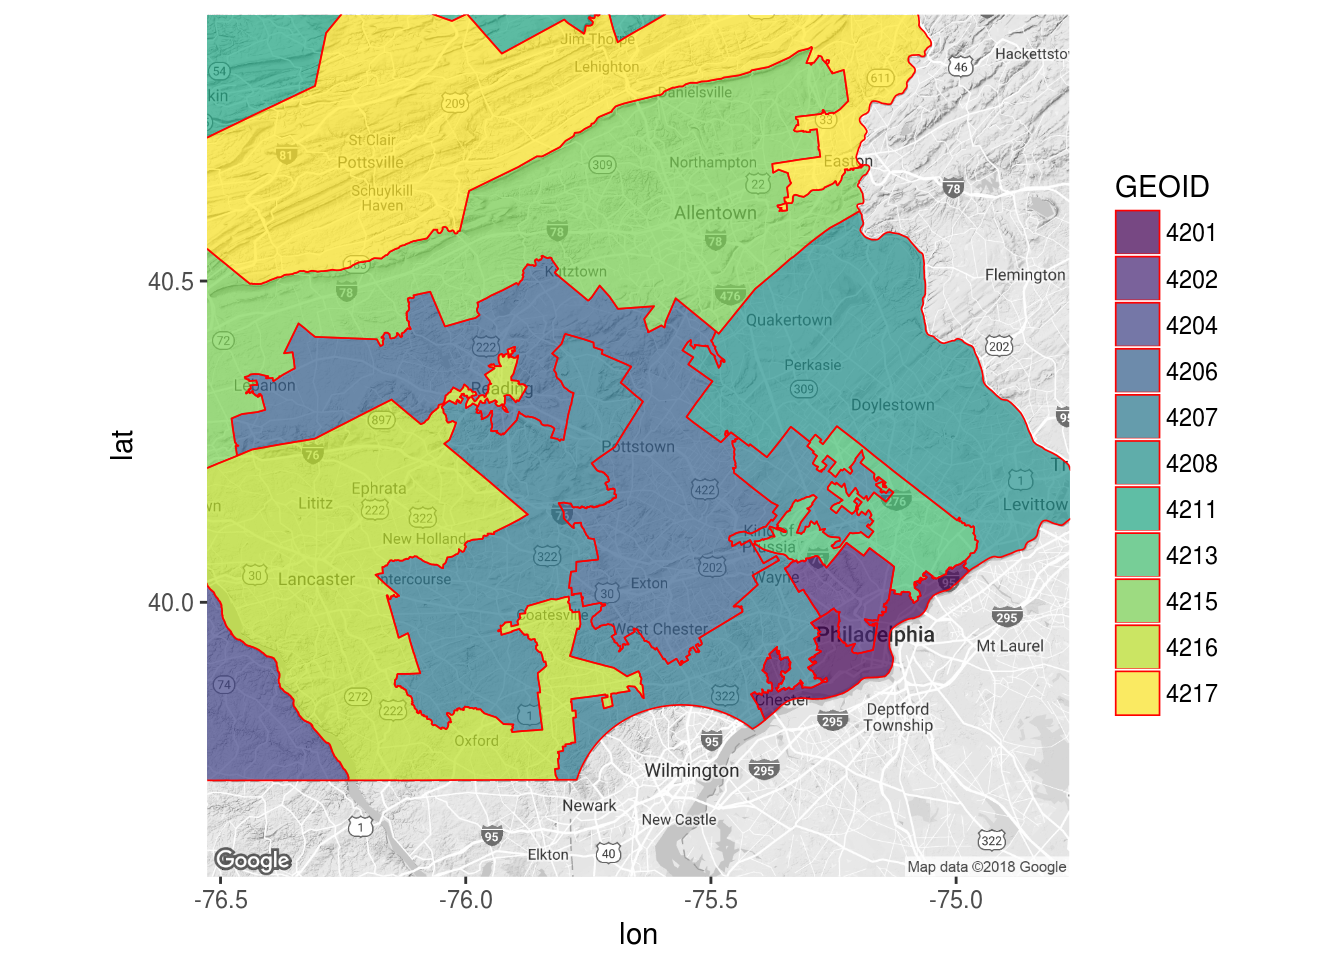 Hackettsto
46
Jim Thorpe
Lehighton
54
kin
209
Danielsville
611
33
St Clair
81
Pottsville
309
Northampton
Easton
22
78
Schuylkill
Haven
Allentown
78
78
183
Kutztown
Flemington
78
476
40.5
72
222
Quakertown
202
Perkasie
Lebanon
Reading
309
Doylestown
897
76
Pottstown
Ephrata
Lititz
222
322
422
276
1
Levittow
New Holland
76
King of
Prussia
30
Lancaster
Intercourse
322
202
Wayne
Exton
30
95
40.0
Coatesville
West Chester
Philadelphia
295
Mt Laurel
74
272
222
1
322
Chester
Deptford
Township
295
Oxford
95
Wilmington
295
Newark
New Castle
1
95
Elkton
40
322
Google
Map data ©2018 Google
-76.5
-76.0
-75.5
-75.0
lon
lat
GEOID
4201
4202
4204
4206
4207
4208
4211
4213
4215
4216
4217